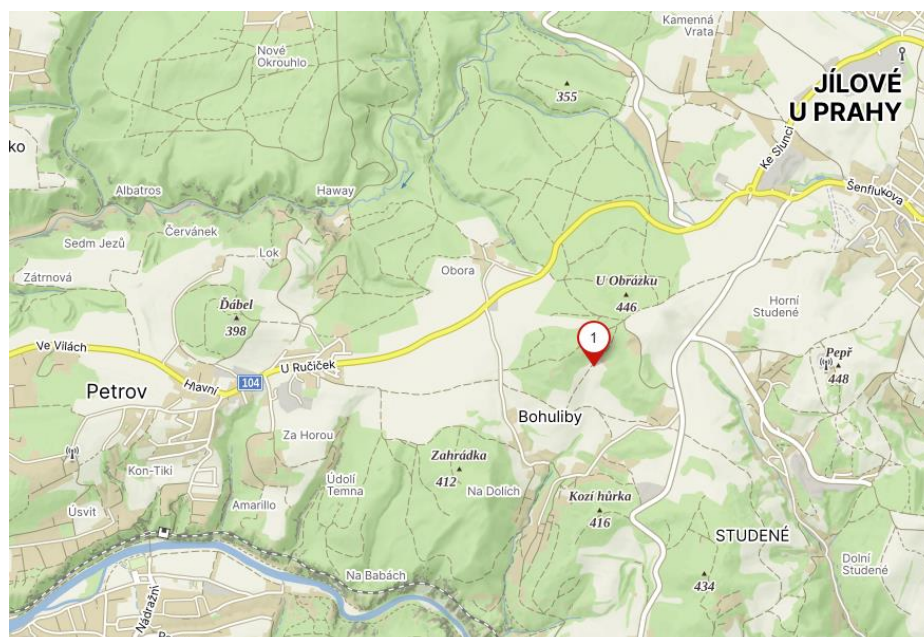 Kamenná
Vrata
Nové
Okrouhlo
355
JÍLOVÉ
U PRAHY
ko
Ke Slunci
Albatros
Haway
Šenflukova
Červánek
Sedm Jezů
Lok
Zátrnová
Obora
U Obrázku
446
Horní
Studené
Ďábel
398
1
Ve Vilách
Pepř
448
U Ručiček
Hlavní
104
Petrov
Bohuliby
Za Horou
Zahrádka
412
Kon-Tiki
Údolí
Temna
Na Dolích
Kozí hůrka
416
Úsvit
Amarillo
STUDENÉ
Dolní
Studené
Na Babách
434
Nádražní